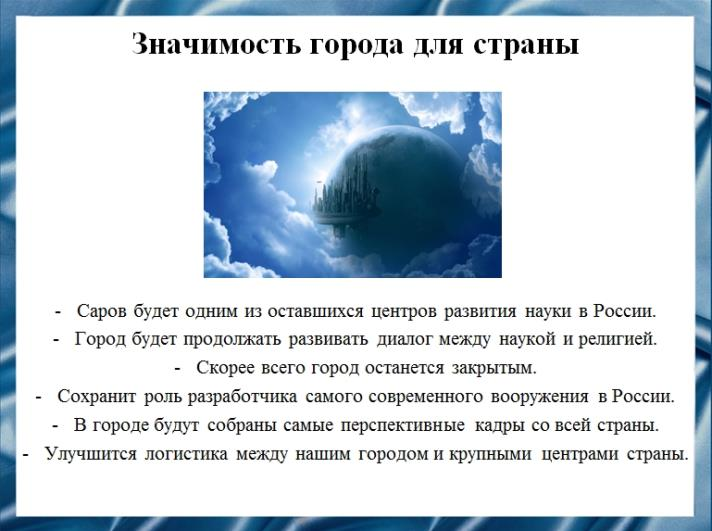 Значимость города для страны
- Саров будет одним из оставшихся центров развития науки в России.
- Город будет продолжать развивать диалог между наукой и религией.
- Скорее всего город останется закрытым.
- Сохранит роль разработчика самого современного вооружения в России.
- В городе будут собраны самые перспективные кадры со всей страны.
- Улучшится логистика между нашим городом и крупными центрами страны.